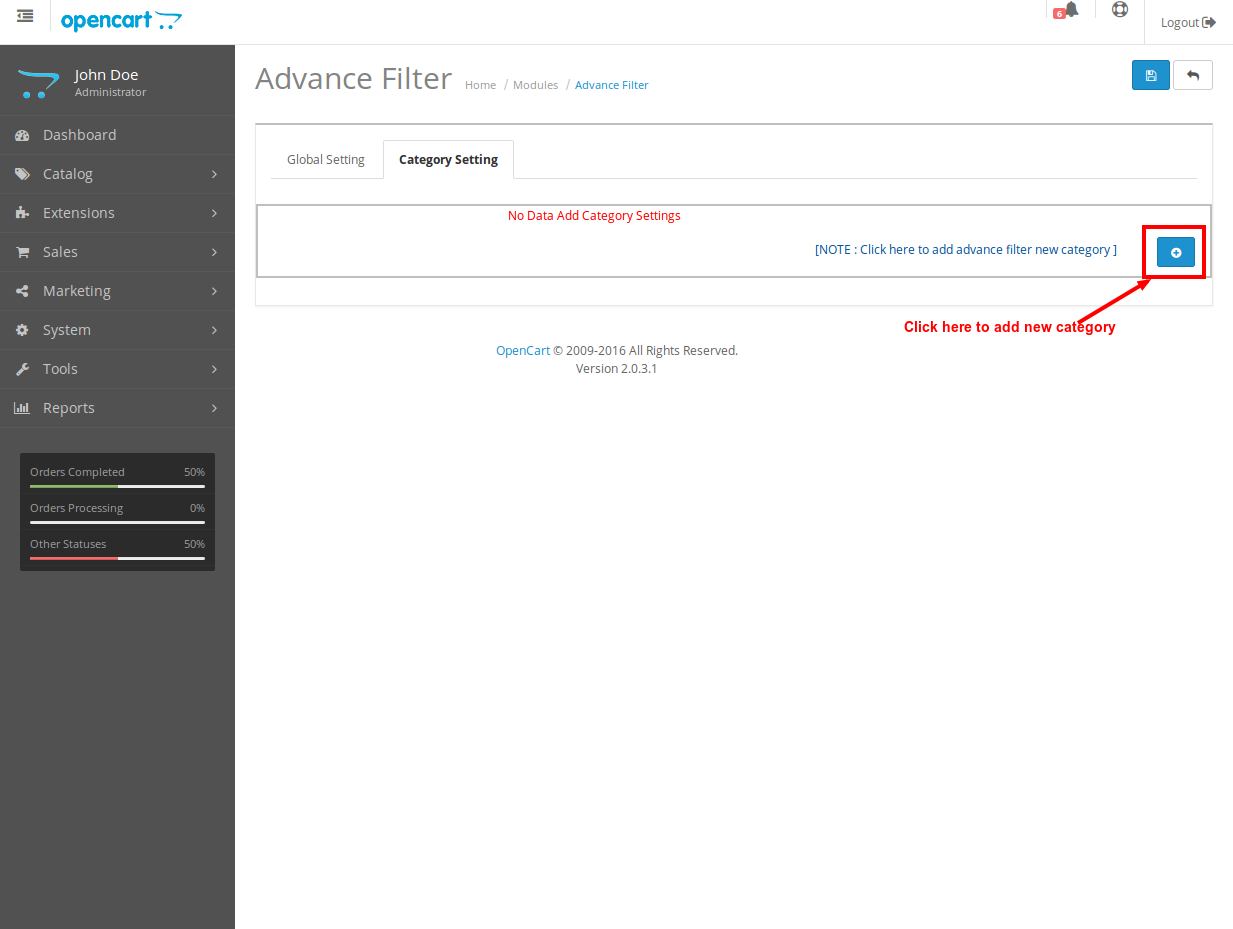 opencart
6
Logout
John Doe
Administrator
Advance Filter
Home / Modules / Advance Filter
Dashboard
Catalog
Extensions
Sales
Marketing
System
Tools
Reports
Orders Completed 50%
Orders Processing 0%
Other Statuses 50%
Global Setting
Category Setting
No Data Add Category Settings
[NOTE : Click here to add advance filter new category ]
Click here to add new category
OpenCart © 2009-2016 All Rights Reserved.
Version 2.0.3.1